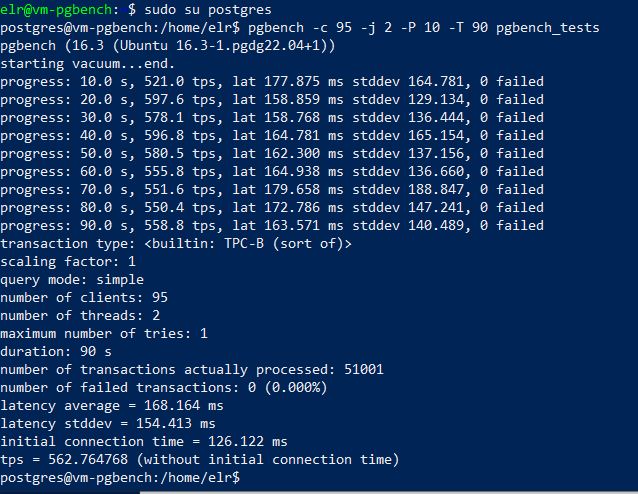 elr@vm-pgbench: $ sudo su postgres
postgres@vm-pgbench:/home/elr$ pgbench -c 95 -j 2 -P 10 -T 90 pgbench_tests
pgbench (16.3 (Ubuntu 16.3-1.pgdg22.04+1))
starting vacuum...end.
progress: 10.0 s, 521.0 tps, lat 177.875 ms stddev 164.781, 0 failed
progress: 20.0 s, 597.6 tps, lat 158.859 ms stddev 129.134, 0 failed
progress: 30.0 s, 578.1 tps, lat 158.768 ms stddev 136.444, 0 failed
progress: 40.0 s, 596.8 tps, lat 164.781 ms stddev 165.154, 0 failed
progress: 50.0 s, 580.5 tps, lat 162.300 ms stddev 137.156, 0 failed
progress: 60.0 s, 555.8 tps, lat 164.938 ms stddev 136.660, 0 failed
progress: 70.0 s, 551.6 tps, lat 179.658 ms stddev 188.847, 0 failed
progress: 80.0 s, 550.4 tps, lat 172.786 ms stddev 147.241, 0 failed
progress: 90.0 s, 558.8 tps, lat 163.571 ms stddev 140.489, 0 failed
transaction type: <builtin: TPC-B (sort of)>
scaling factor: 1
query mode: simple
number of clients: 95
number of threads: 2
maximum number of tries: 1
duration: 90 s
number of transactions actually processed: 51001
number of failed transactions: 0 (0.000%)
latency average = 168.164 ms
latency stddev = 154.413 ms
initial connection time = 126.122 ms
tps = 562.764768 (without initial connection time)
postgres@vm-pgbench:/home/elr$